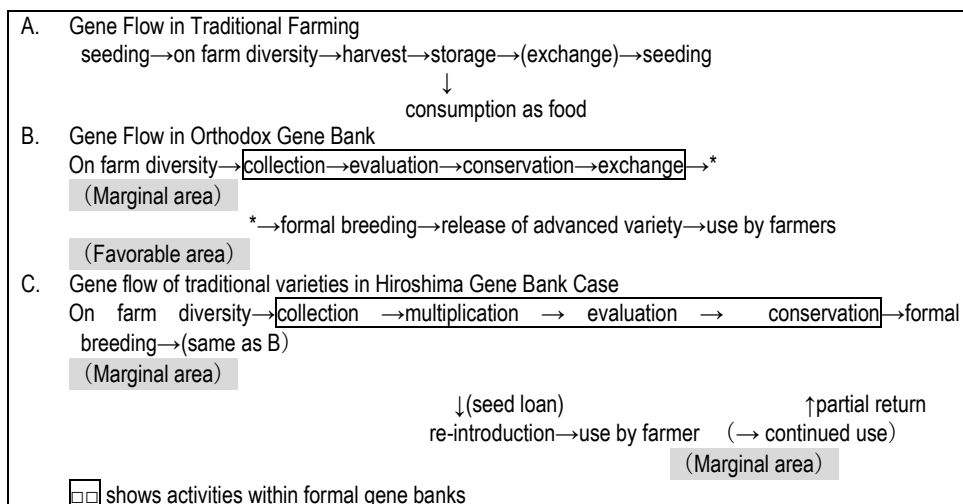 A. Gene Flow in Traditional Farming
seeding→on farm diversity→harvest→storage→(exchange)→seeding
↓
consumption as food
B. Gene Flow in Orthodox Gene Bank
On farm diversity→collection→evaluation→conservation→exchange→*
（Marginal area）
*→formal breeding→release of advanced variety→use by farmers
（Favorable area）
C. Gene flow of traditional varieties in Hiroshima Gene Bank Case
On farm diversity→collection →multiplication → evaluation → conservation→formal
breeding→(same as B）
（Marginal area）
↓(seed loan) ↑partial return
re-introduction→use by farmer （→ continued use）
（Marginal area）
□□ shows activities within formal gene banks